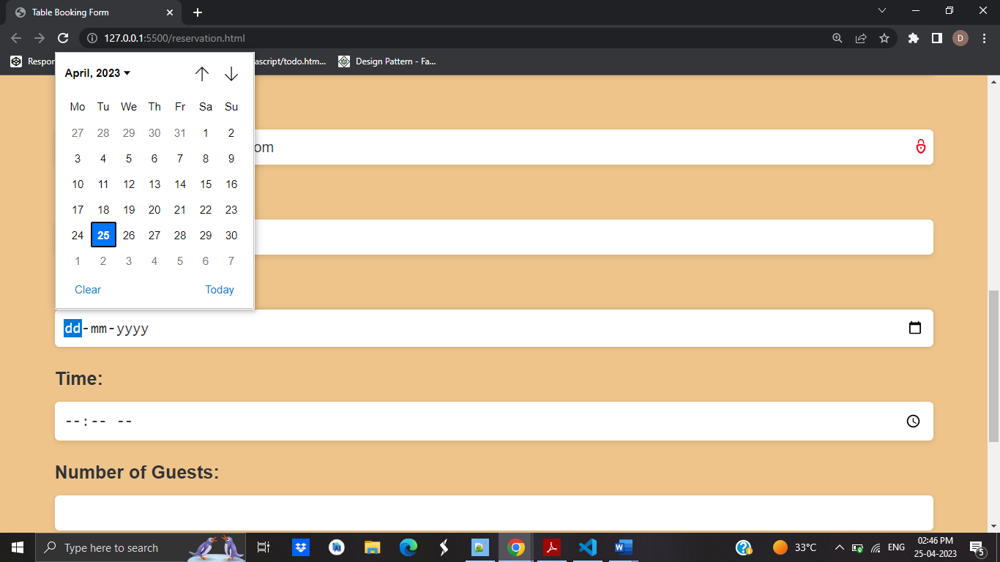 Table Booking Form
127.0.0.1:5500/reservation.html
D
Respor
ascript/todo.htm...
Design Pattern - Fa...
April, 2023
Mo Tu We Th Fr Sa Su
27 28 29 30 31 1 2
3 4 5 6 7 8 9
10 11 12 13 14 15 16
17 18 19 20 21 22 23
24 25 26 27 28 29 30
1 2 3 4 5 6 7
Clear Today
om
dd-mm-yyyy
Time:
--:-- --
Number of Guests:
Type here to search
33°C
ENG
02:46 PM
25-04-2023
5